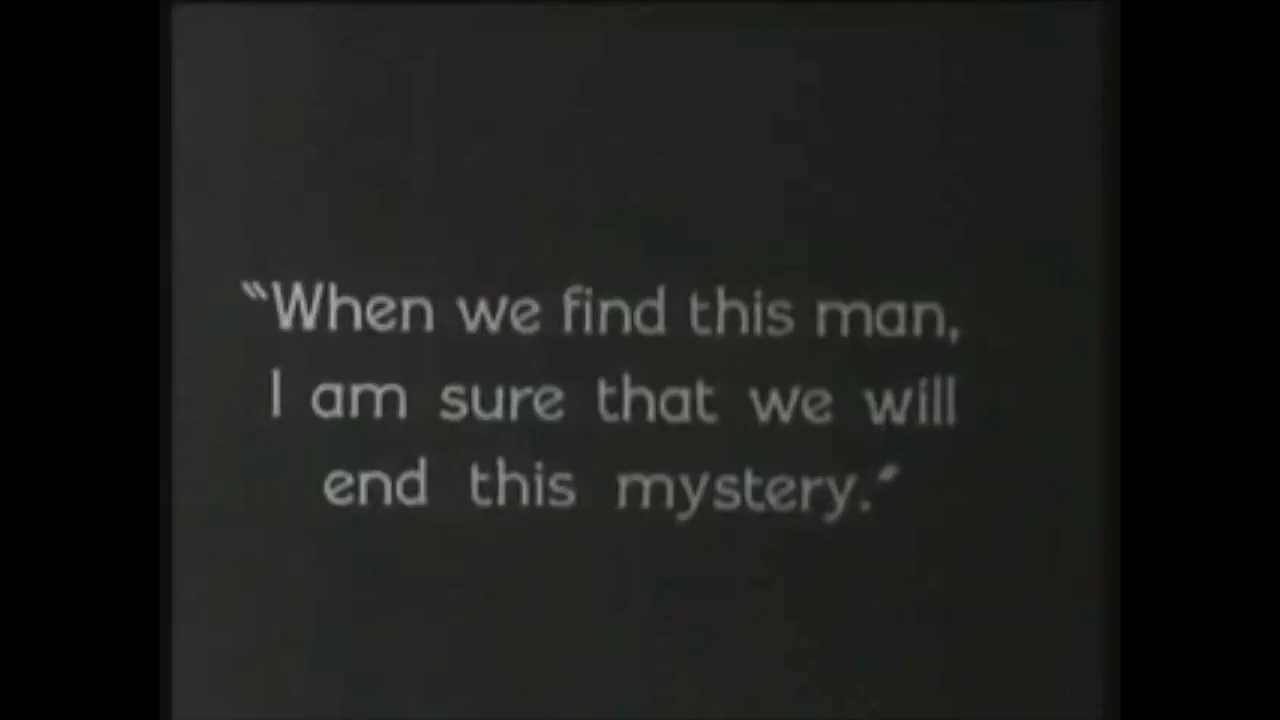 "When we find this man,
I am sure that we will
end this mystery."